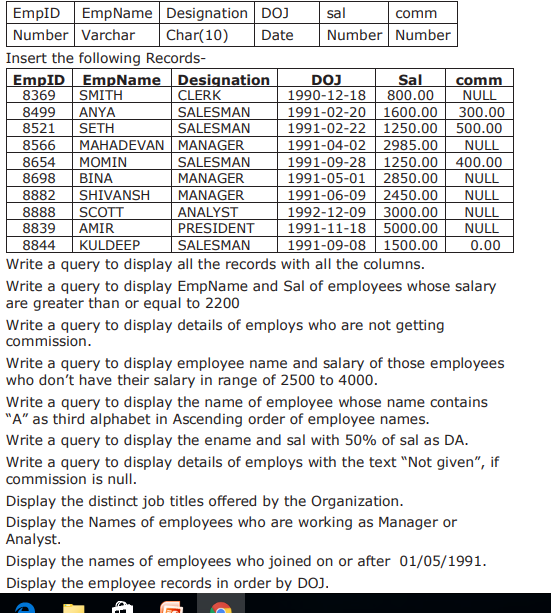 EmpID EmpName Designation DOJ sal comm
Number Varchar Char(10) Date Number Number
Insert the following Records-
EmpID EmpName Designation DOJ Sal comm
8369 SMITH CLERK 1990-12-18 800.00 NULL
8499 ANYA SALESMAN 1991-02-20 1600.00 300.00
8521 SETH SALESMAN 1991-02-22 1250.00 500.00
8566 MAHADEVAN MANAGER 1991-04-02 2985.00 NULL
8654 MOMIN SALESMAN 1991-09-28 1250.00 400.00
8698 BINA MANAGER 1991-05-01 2850.00 NULL
8882 SHIVANSH MANAGER 1991-06-09 2450.00 NULL
8888 SCOTT ANALYST 1992-12-09 3000.00 NULL
8839 AMIR PRESIDENT 1991-11-18 5000.00 NULL
8844 KULDEEP SALESMAN 1991-09-08 1500.00 0.00
Write a query to display all the records with all the columns.
Write a query to display EmpName and Sal of employees whose salary
are greater than or equal to 2200
Write a query to display details of employs who are not getting
commission.
Write a query to display employee name and salary of those employees
who don’t have their salary in range of 2500 to 4000.
Write a query to display the name of employee whose name contains
“A” as third alphabet in Ascending order of employee names.
Write a query to display the ename and sal with 50% of sal as DA.
Write a query to display details of employs with the text “Not given”, if
commission is null.
Display the distinct job titles offered by the Organization.
Display the Names of employees who are working as Manager or
Analyst.
Display the names of employees who joined on or after 01/05/1991.
Display the employee records in order by DOJ.